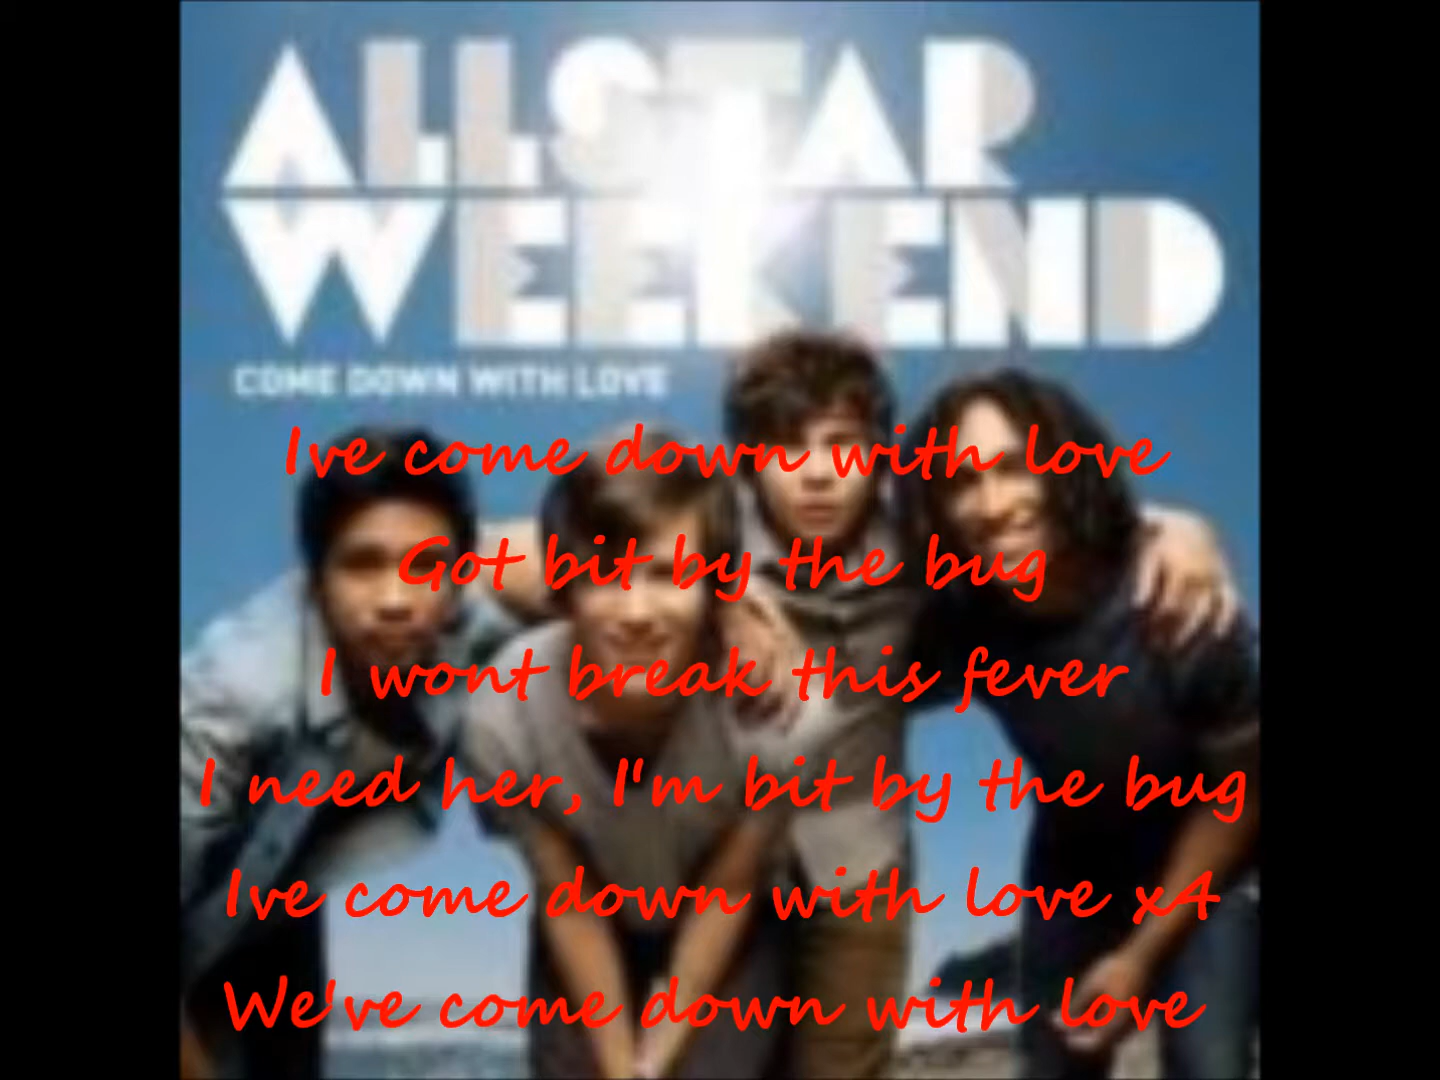 ALLSTAR
WEEKEND
COME DOWN WITH LOVE
Ive come down with love
Got bit by the bug
I wont break this fever
I need her, I"m bit by the bug
Ive come down with love x4
We've come down with love